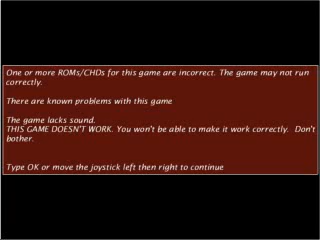 One or more ROMs/CHDs for this game are incorrect. The game may not run
correctly.
There are known problems with this game
The game lacks sound.
THIS GAME DOESN'T WORK. You won't be able to make it work correctly.  Don't
bother.
Type OK or move the joystick left then right to continue